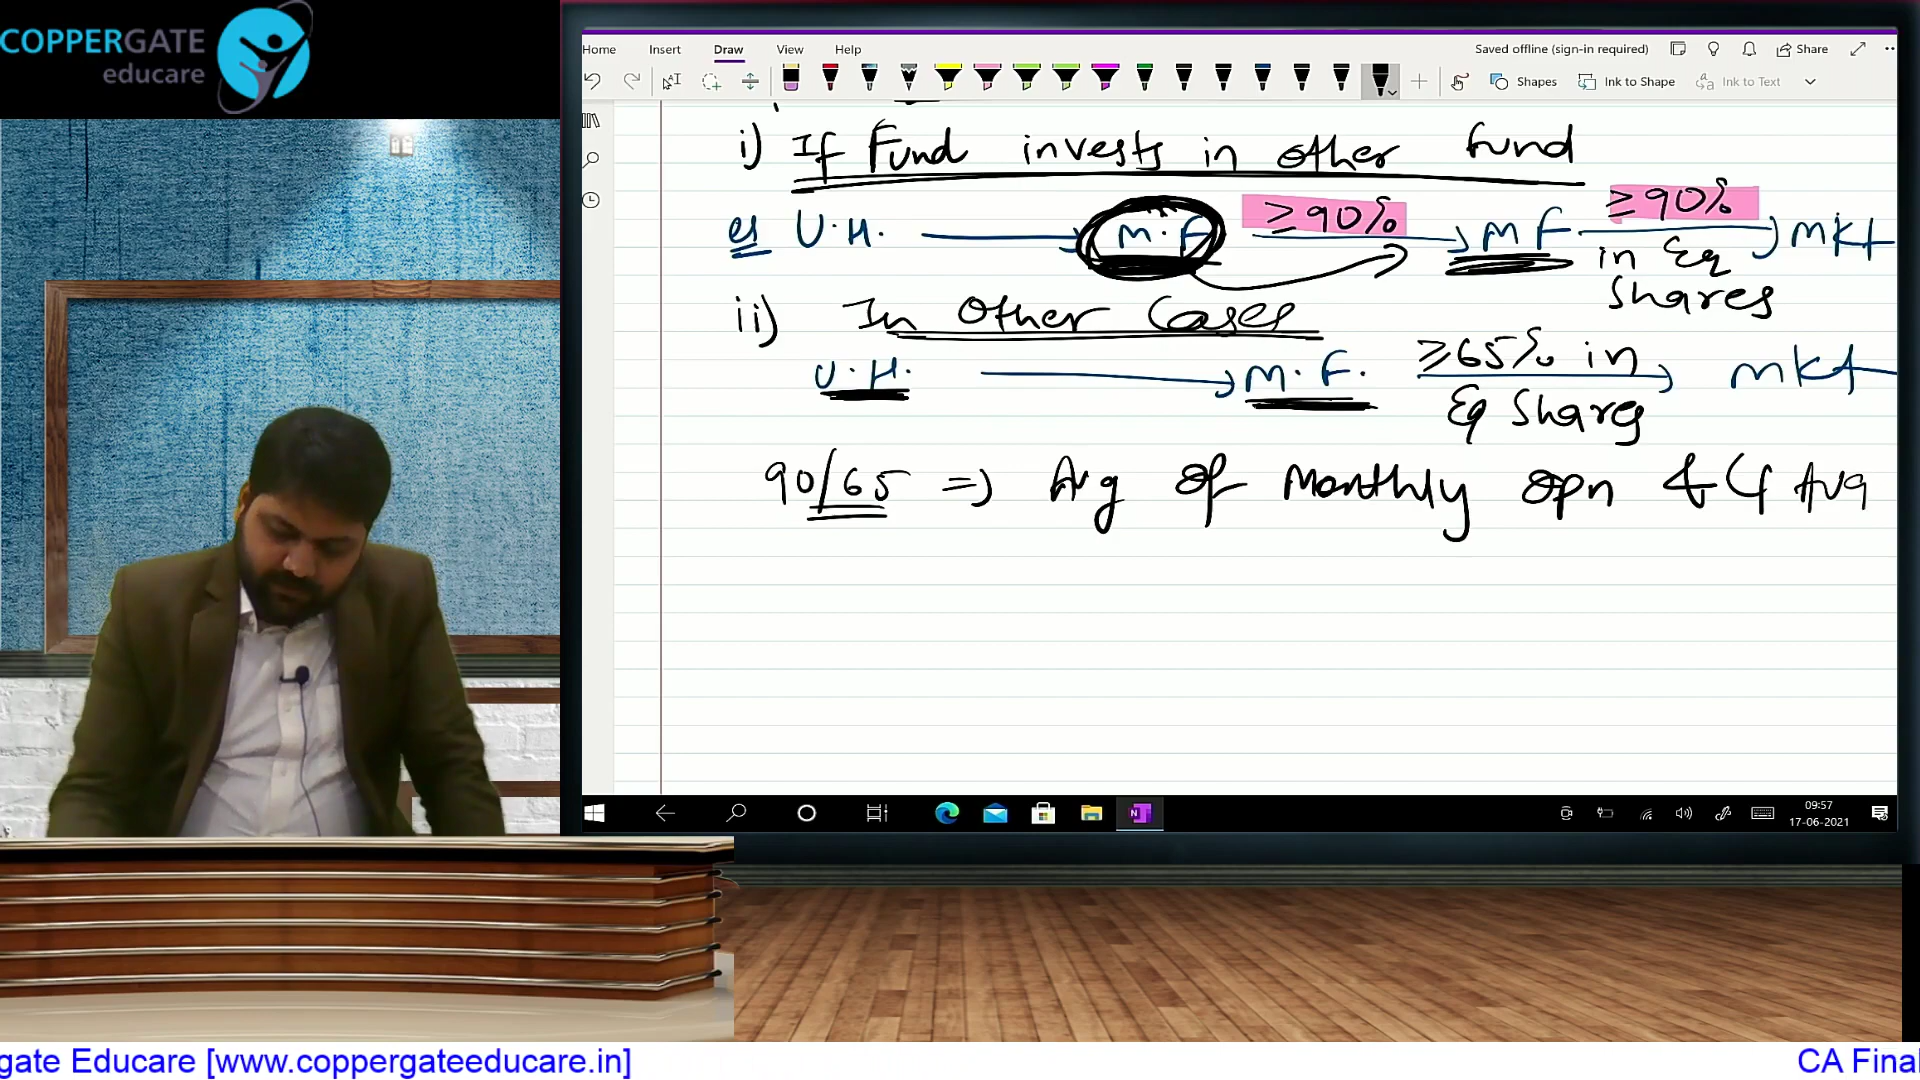 COPPERGATE
educare
Home Insert Draw View Help
Saved offline (sign-in required) Share
Shapes Ink to Shape Ink to Text
i) If Fund invests in other fund
eg U.H. M.F ≥90% MF ≥90% in Eq Shares mkt
ii) In Other Cases
U.H. M.F. ≥65% in Eq Shares mkt
90/65 => Avg of Monthly opn & Cl Avg
09:57
17-06-2021
gate Educare [www.coppergateeducare.in]
CA Final